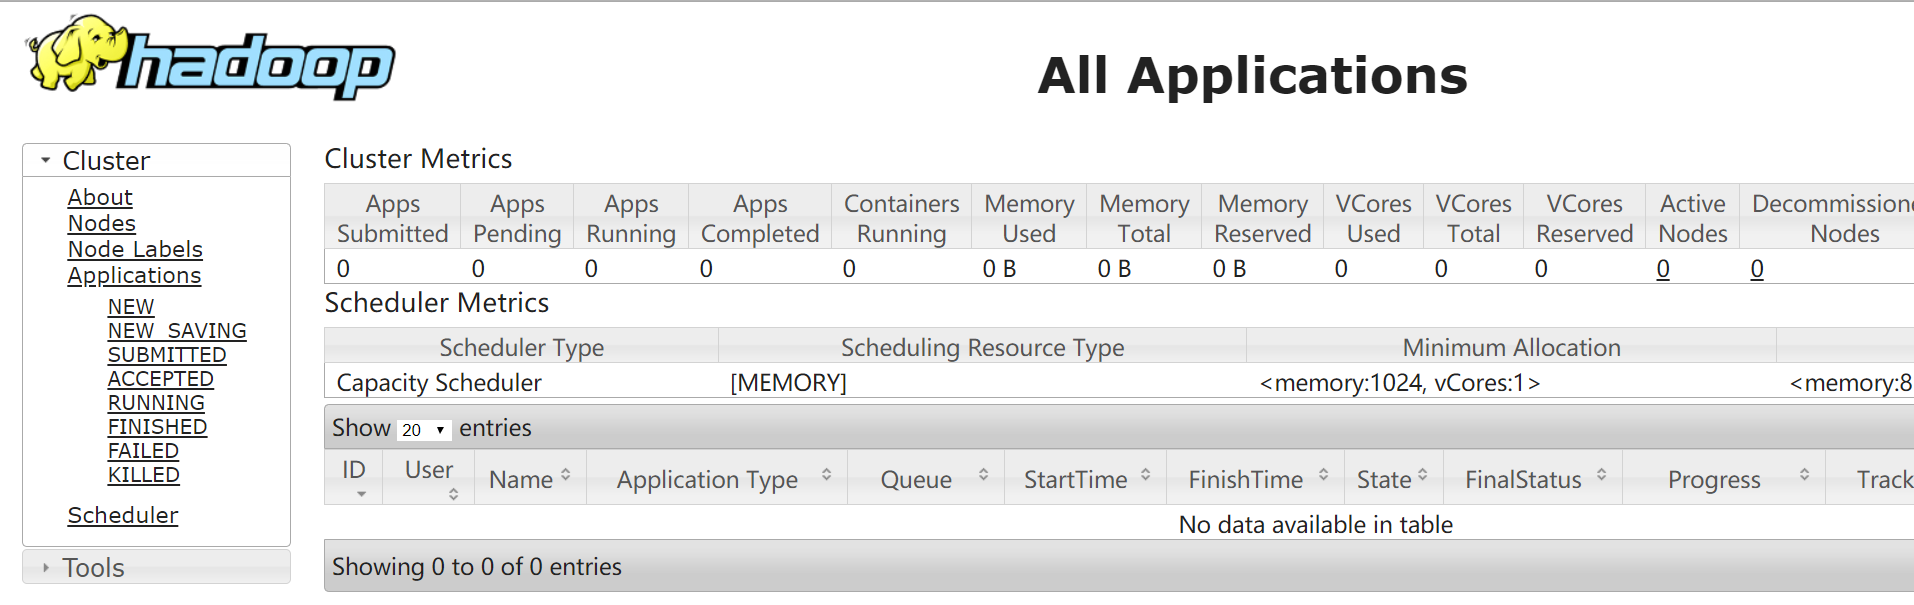 hadoop
All Applications
Cluster
About
Nodes
Node Labels
Applications
NEW
NEW_SAVING
SUBMITTED
ACCEPTED
RUNNING
FINISHED
FAILED
KILLED
Scheduler
Tools
Cluster Metrics
Apps Submitted Apps Pending Apps Running Apps Completed Containers Running Memory Used Memory Total Memory Reserved VCores Used VCores Total VCores Reserved Active Nodes Decommission Nodes
0 0 0 0 0 0 B 0 B 0 B 0 0 0 0 0
Scheduler Metrics
Scheduler Type Scheduling Resource Type Minimum Allocation
Capacity Scheduler [MEMORY] <memory:1024, vCores:1> <memory:8
Show 20 entries
ID User Name Application Type Queue StartTime FinishTime State FinalStatus Progress Track
No data available in table
Showing 0 to 0 of 0 entries